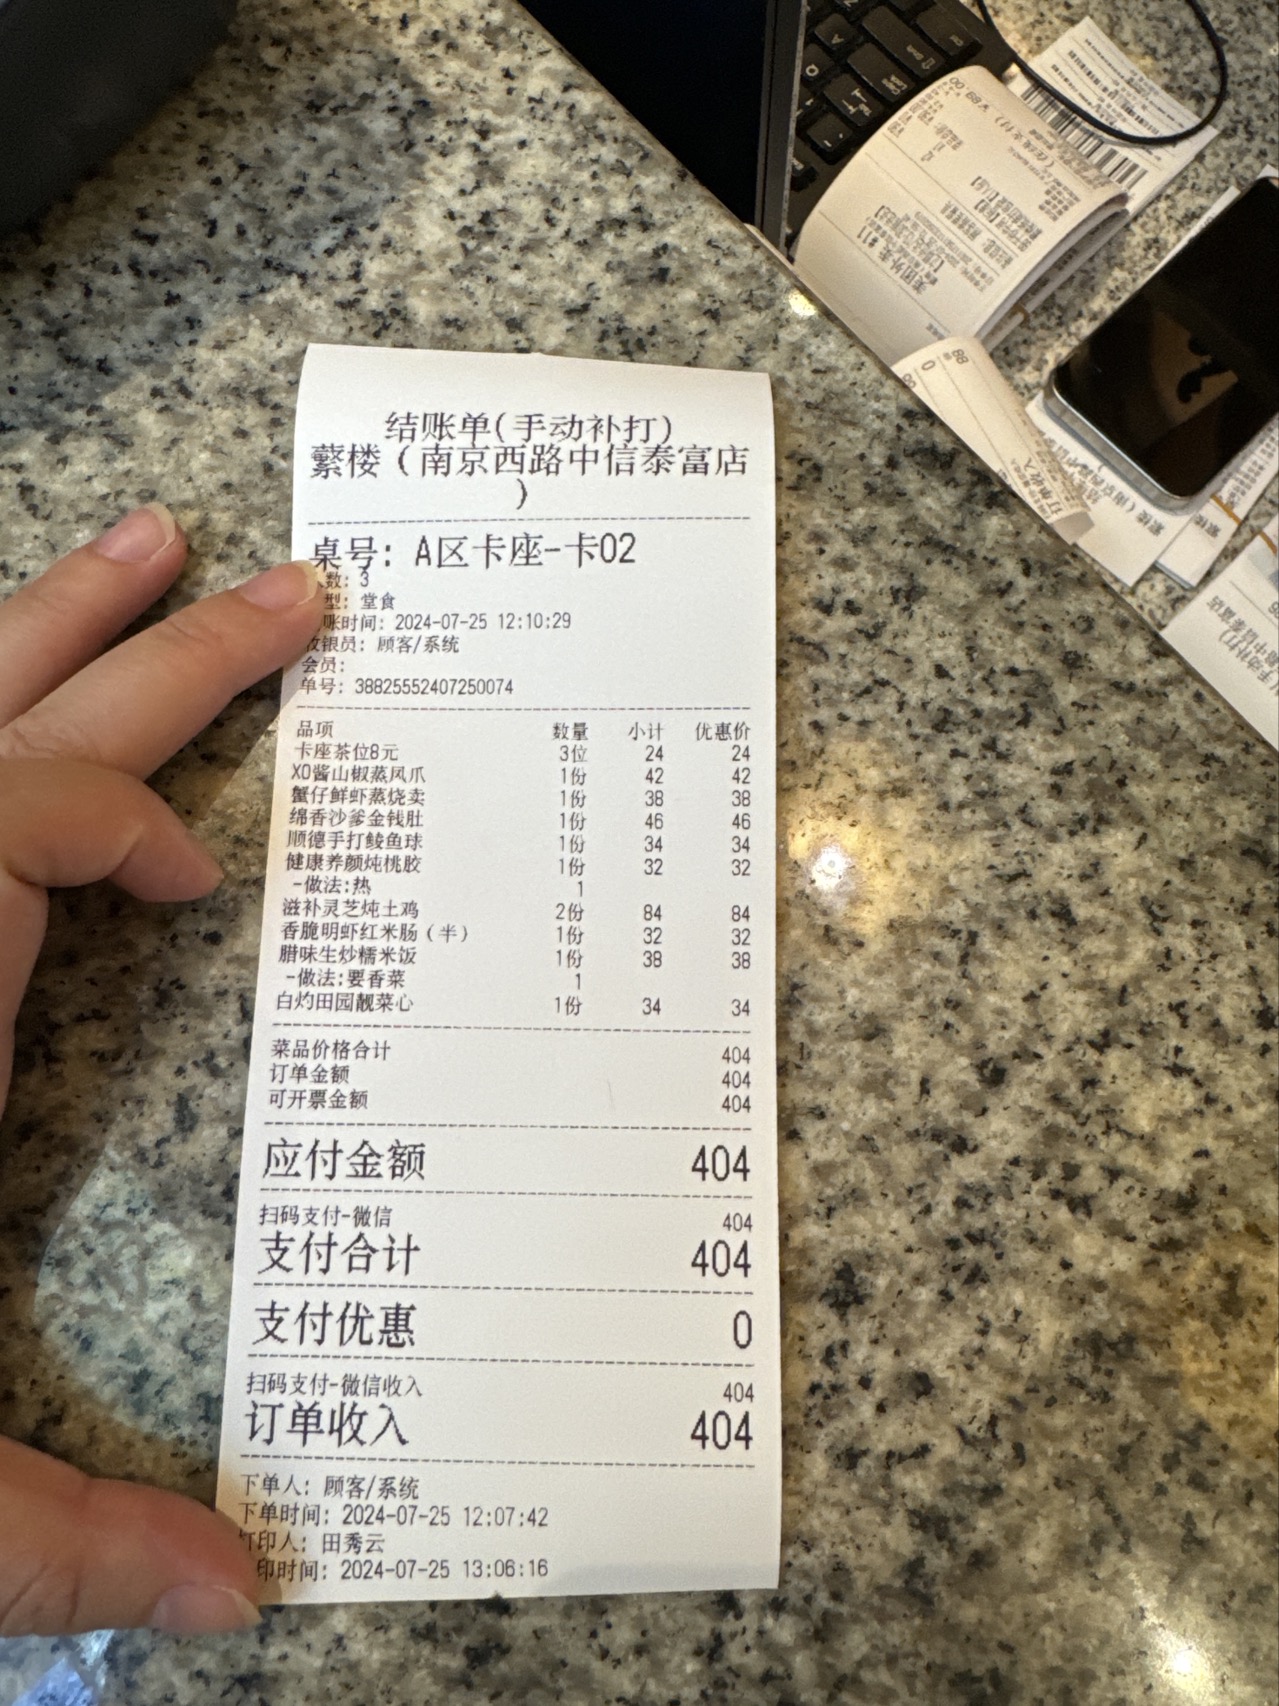 结账单(手动补打)
蘩楼（南京西路中信泰富店
）
桌号: A区卡座-卡02
人数: 3
型: 堂食
账时间: 2024-07-25 12:10:29
收银员: 顾客/系统
会员:
单号: 38825552407250074
品项 数量 小计 优惠价
卡座茶位8元 3位 24 24
XO酱山椒蒸凤爪 1份 42 42
蟹仔鲜虾蒸烧卖 1份 38 38
绵香沙爹金钱肚 1份 46 46
顺德手打鲮鱼球 1份 34 34
健康养颜炖桃胶 1份 32 32
-做法:热 1
滋补灵芝炖土鸡 2份 84 84
香脆明虾红米肠（半） 1份 32 32
腊味生炒糯米饭 1份 38 38
-做法:要香菜 1
白灼田园靓菜心 1份 34 34
菜品价格合计 404
订单金额 404
可开票金额 404
应付金额 404
扫码支付-微信 404
支付合计 404
支付优惠 0
扫码支付-微信收入 404
订单收入 404
下单人: 顾客/系统
下单时间: 2024-07-25 12:07:42
打印人: 田秀云
印时间: 2024-07-25 13:06:16